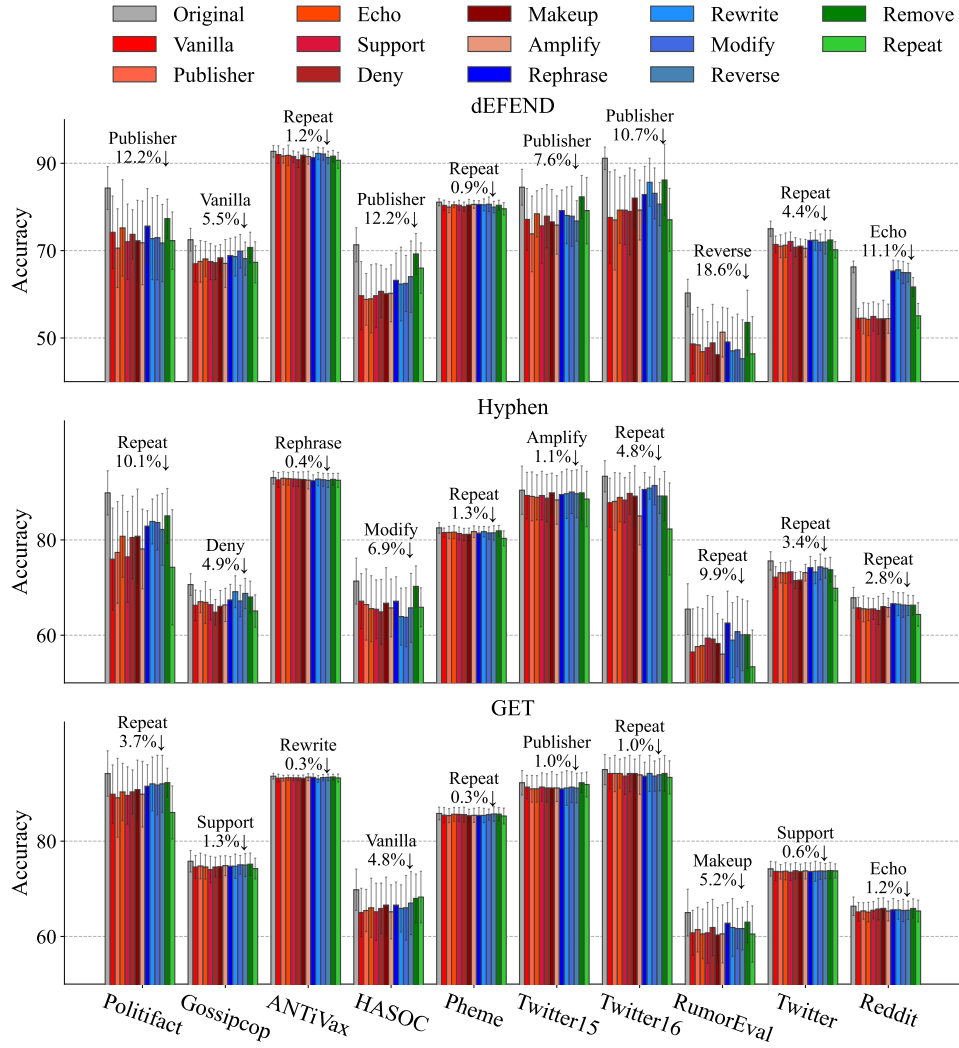 Original Echo Makeup Rewrite Remove
Vanilla Support Amplify Modify Repeat
Publisher Deny Rephrase Reverse
dEFEND
Accuracy
90
70
50
Publisher
12.2%↓
Vanilla
5.5%↓
Repeat
1.2%↓
Publisher
12.2%↓
Repeat
0.9%↓
Publisher
7.6%↓
Publisher
10.7%↓
Reverse
18.6%↓
Repeat
4.4%↓
Echo
11.1%↓
Hyphen
Accuracy
80
60
Repeat
10.1%↓
Deny
4.9%↓
Rephrase
0.4%↓
Modify
6.9%↓
Repeat
1.3%↓
Amplify
1.1%↓
Repeat
4.8%↓
Repeat
9.9%↓
Repeat
3.4%↓
Repeat
2.8%↓
GET
Accuracy
80
60
Repeat
3.7%↓
Support
1.3%↓
Rewrite
0.3%↓
Vanilla
4.8%↓
Repeat
0.3%↓
Publisher
1.0%↓
Repeat
1.0%↓
Makeup
5.2%↓
Support
0.6%↓
Echo
1.2%↓
Politifact Gossipcop ANTiVax HASOC Pheme Twitter15 Twitter16 RumorEval Twitter Reddit